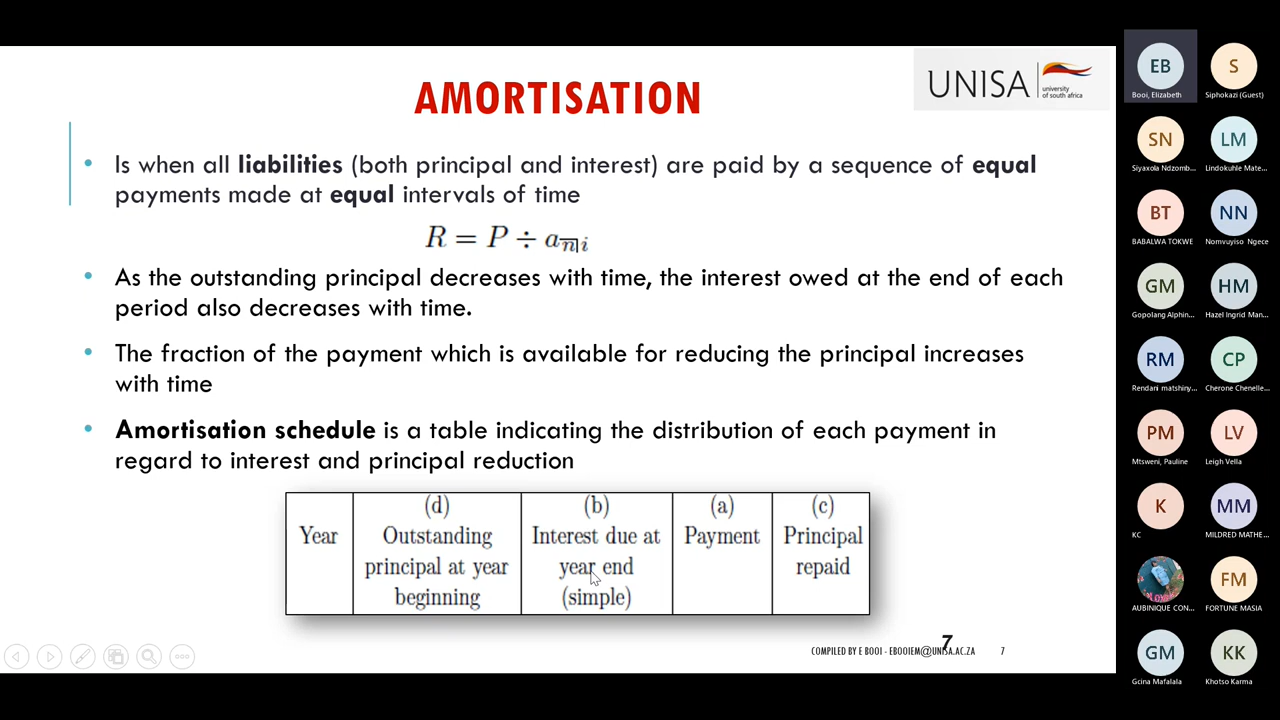 AMORTISATION
UNISA
university
of south africa
• Is when all liabilities (both principal and interest) are paid by a sequence of equal
payments made at equal intervals of time
R = P ÷ a n̅| i
• As the outstanding principal decreases with time, the interest owed at the end of each
period also decreases with time.
• The fraction of the payment which is available for reducing the principal increases
with time
• Amortisation schedule is a table indicating the distribution of each payment in
regard to interest and principal reduction
Year
(d)
Outstanding
principal at year
beginning
(b)
Interest due at
year end
(simple)
(a)
Payment
(c)
Principal
repaid
COMPILED BY E BOOI - EBOOIEM@UNISA.AC.ZA
7
7
EB
Booi, Elizabeth
S
Siphokazi (Guest)
SN
Siyaxola Ndzomb...
LM
Lindokuhle Mate...
BT
BABALWA TOKWE
NN
Nomvuyiso Ngece
GM
Gopolang Alphin...
HM
Hazel Ingrid Man...
RM
Rendani matshiny...
CP
Cherone Chenelle...
PM
Mtsweni, Pauline
LV
Leigh Vella
K
KC
MM
MILDRED MATHE...
AUBINIQUE CON...
FM
FORTUNE MASIA
GM
Gcina Mafalala
KK
Khotso Karma